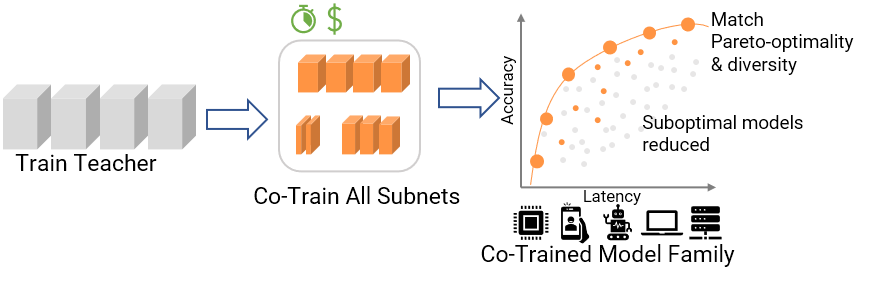 $
Train Teacher
Co-Train All Subnets
Accuracy
Match
Pareto-optimality
& diversity
Suboptimal models
reduced
Latency
Co-Trained Model Family